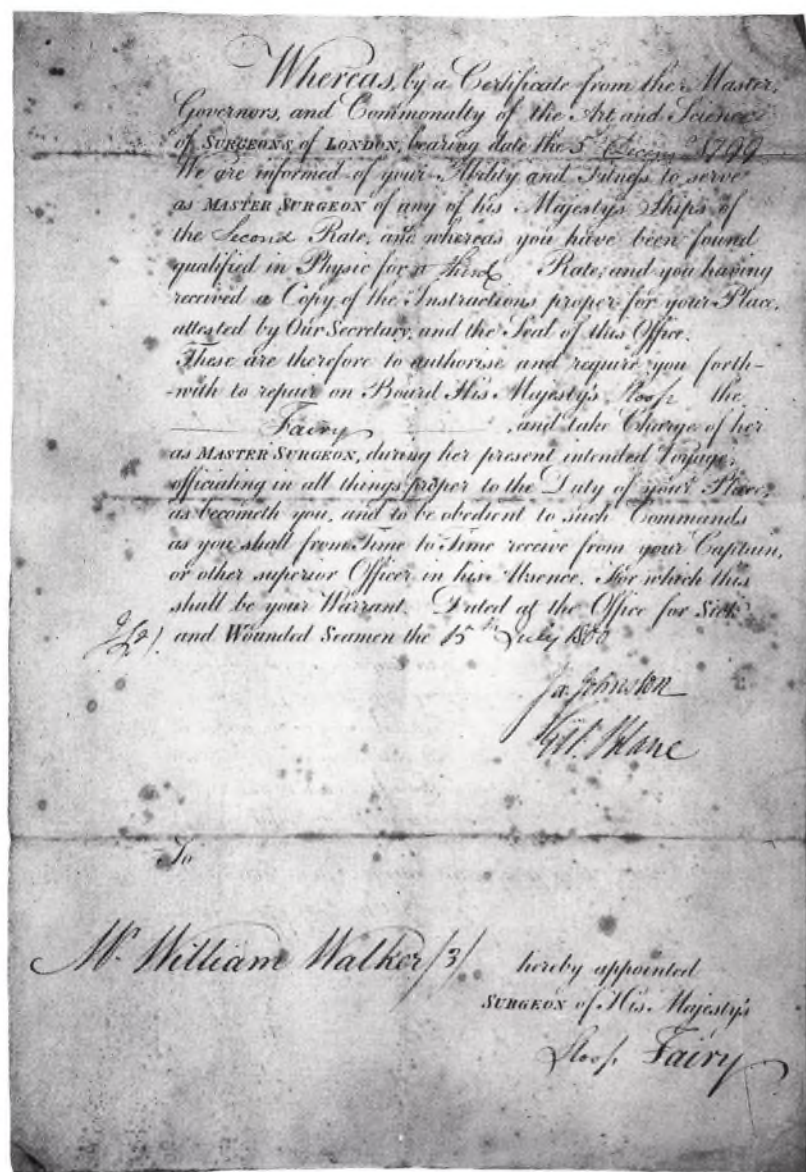 Whereas, by a Certificate from the Master,
Governors, and Commonalty of the Art and Science
of SURGEONS of LONDON, bearing date the 5th 1799
We are informed of your Ability and Fitness to serve
as MASTER SURGEON of any of his Majesty's Ships of
the Second Rate, and whereas you have been found
qualified in Physic for a third Rate; and you having
received a Copy of the Instructions proper for your Place,
attested by Our Secretary, and the Seal of this Office.
These are therefore to authorise and require you forth-
-with to repair on Board His Majesty's Sloop the
Fairy , and take Charge of her
as MASTER SURGEON, during her present intended Voyage,
officiating in all things proper to the Duty of your Place,
as becometh you, and to be obedient to such Commands
as you shall from Time to Time receive from your Captain,
or other superior Officer in his Absence. For which this
shall be your Warrant. Dated at the Office for Sick
and Wounded Seamen the 15th July 1800
Ja. Johnston
Blane
To
Mr. William Walker /3/
hereby appointed
SURGEON of His Majesty's
Sloop Fairy